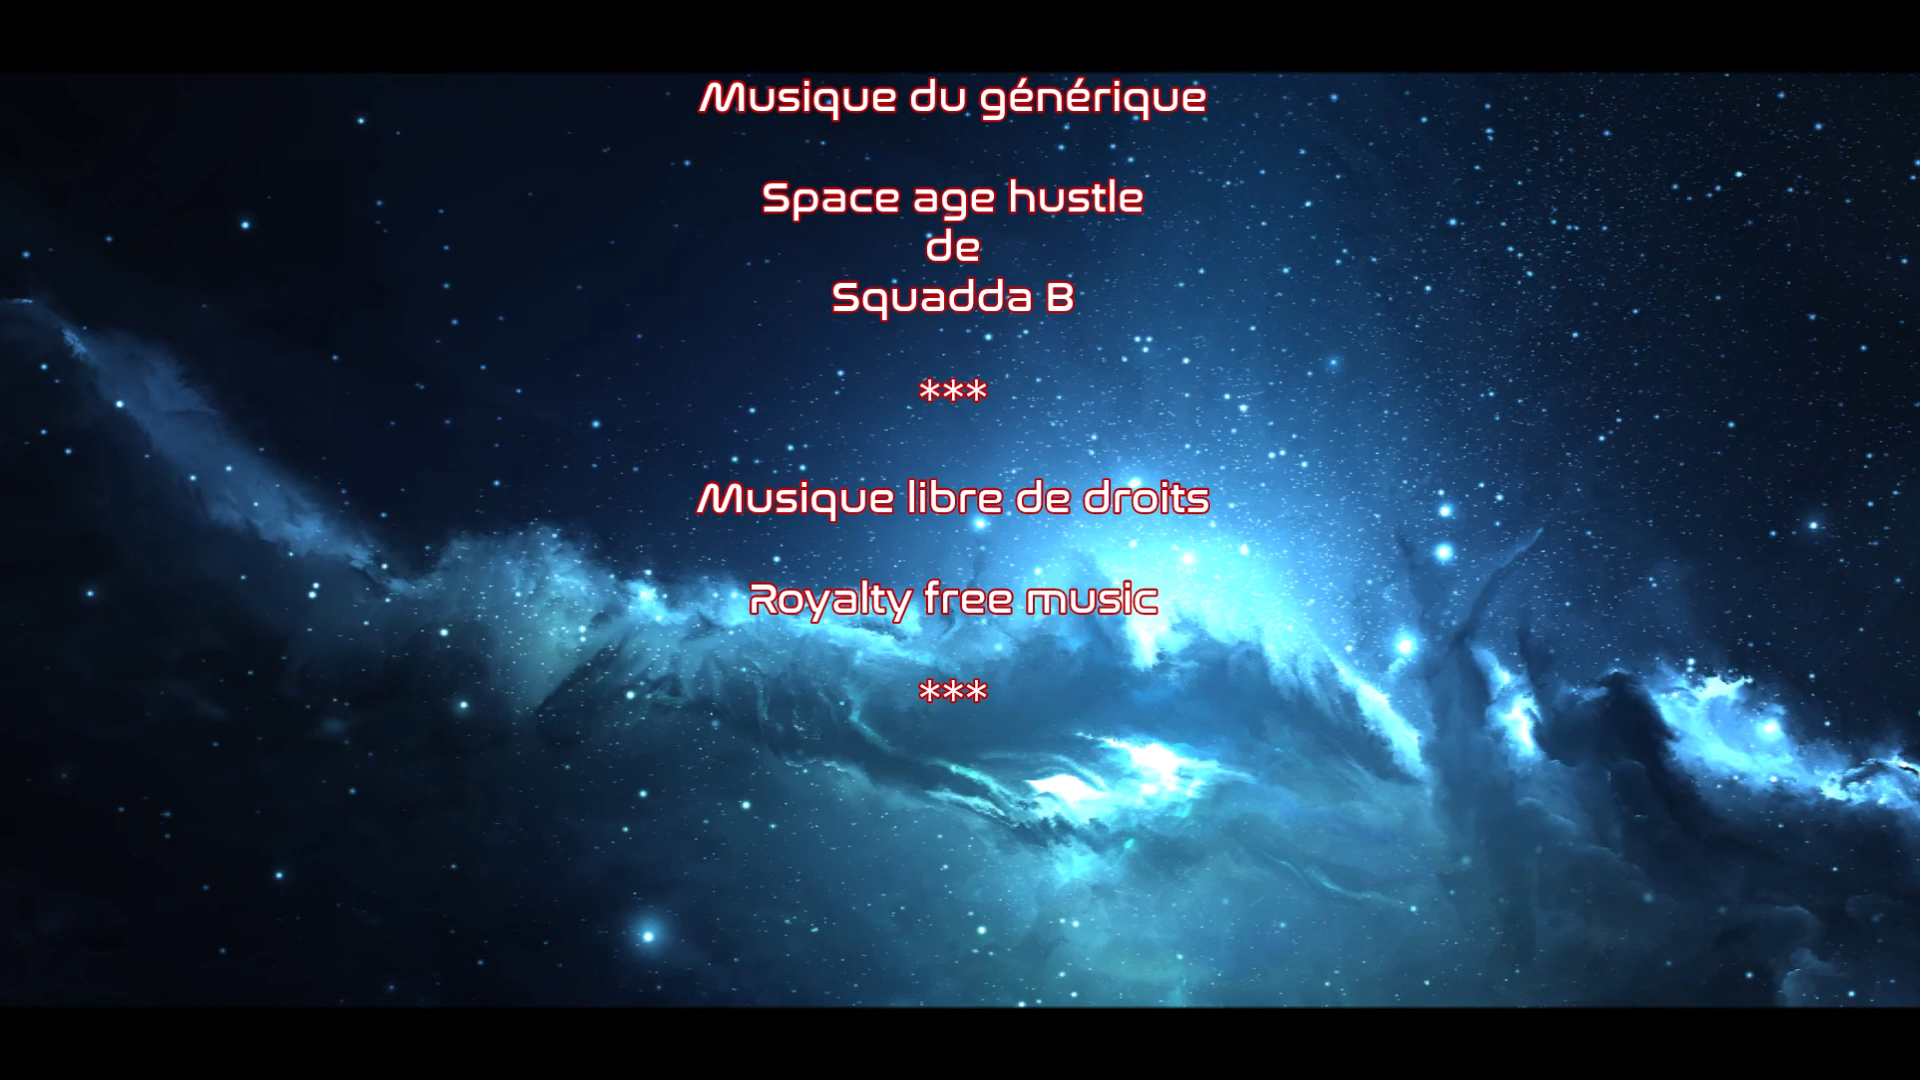 Musique du générique
Space age hustle
de
Squadda B
***
Musique libre de droits
Royalty free music
***